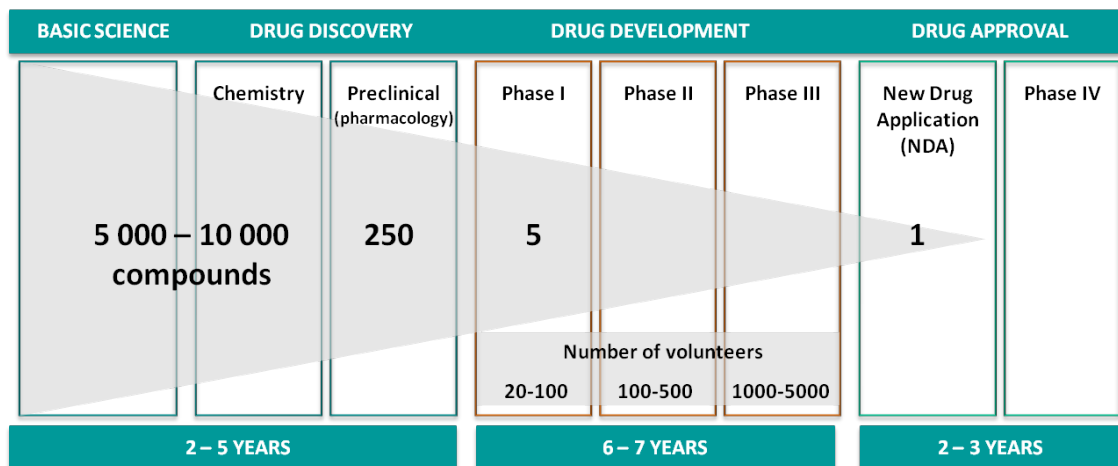 BASIC SCIENCE
DRUG DISCOVERY
DRUG DEVELOPMENT
DRUG APPROVAL
Chemistry
Preclinical
(pharmacology)
Phase I
Phase II
Phase III
New Drug
Application
(NDA)
Phase IV
5 000 – 10 000
compounds
250
5
1
Number of volunteers
20-100
100-500
1000-5000
2 – 5 YEARS
6 – 7 YEARS
2 – 3 YEARS